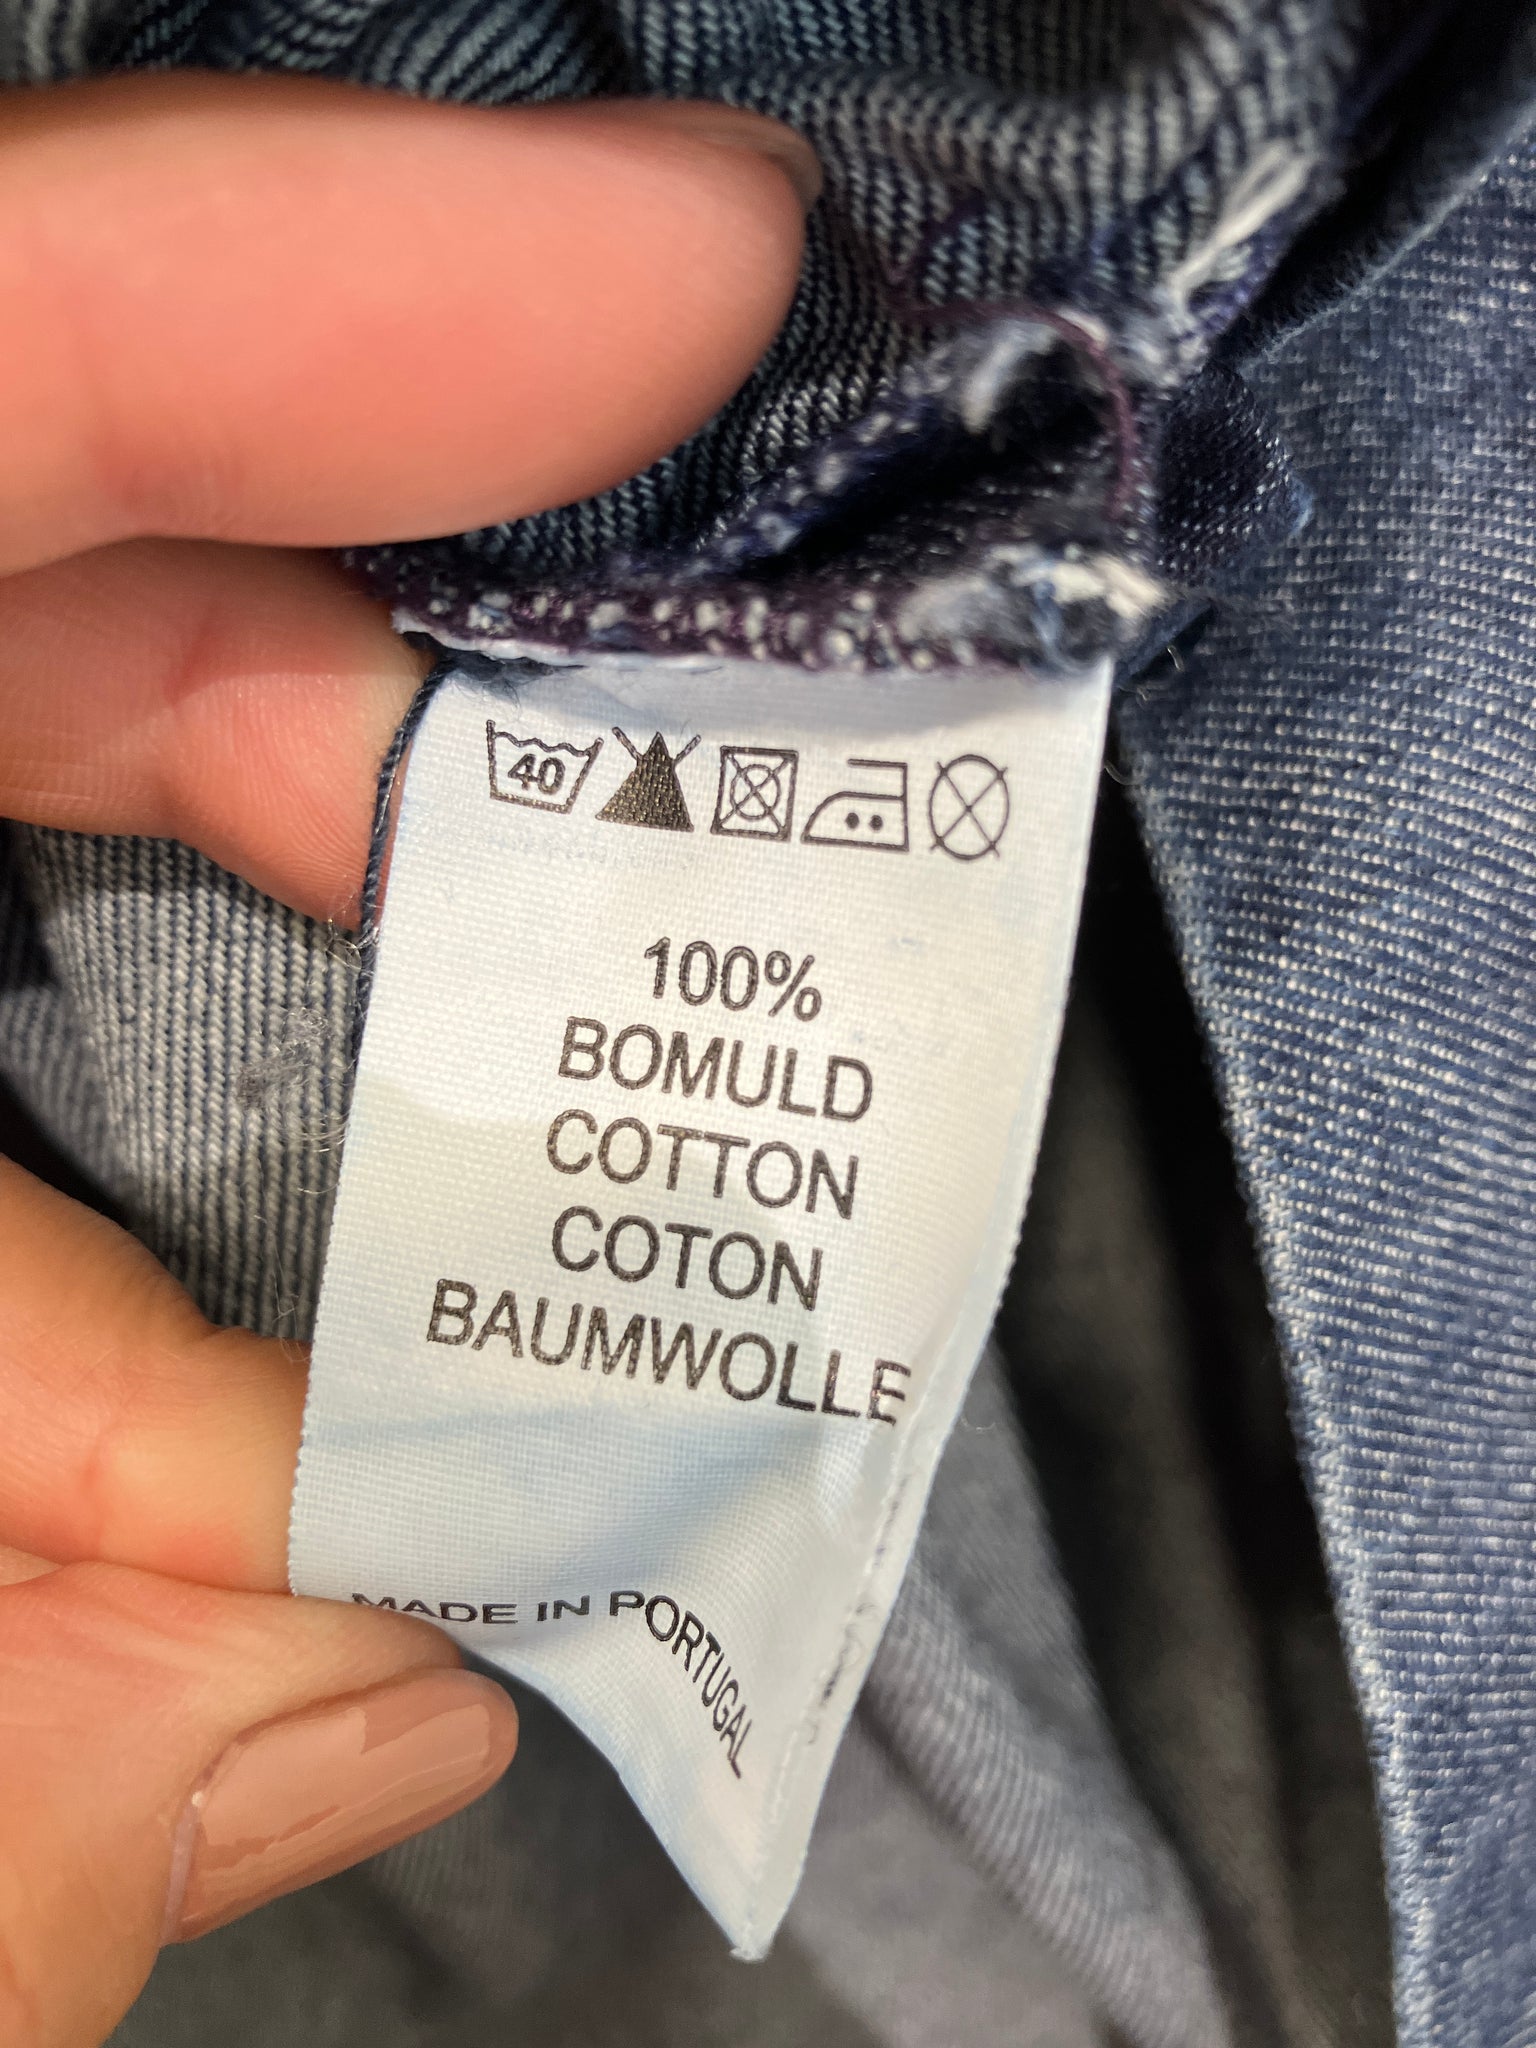 40
100%
BOMULD
COTTON
COTON
BAUMWOLLE
MADE IN PORTUGAL